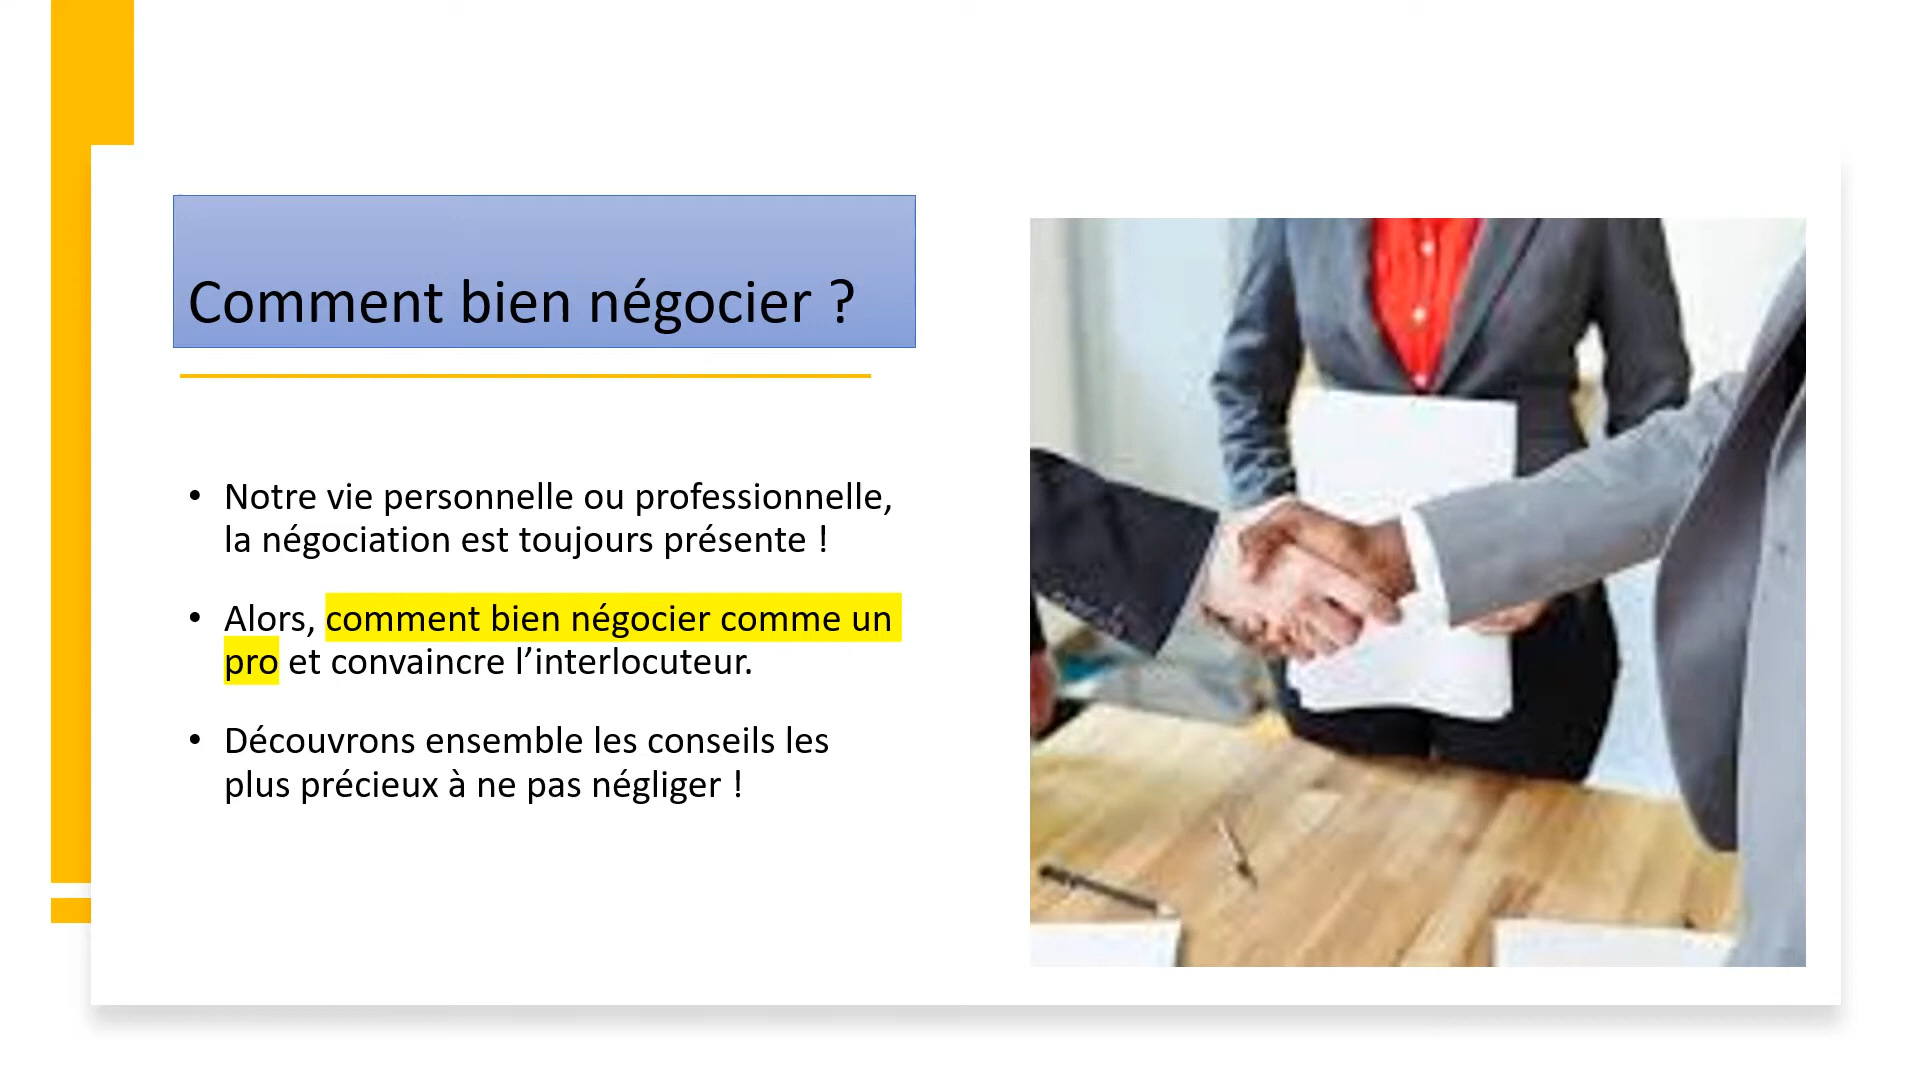 Comment bien négocier ?
• Notre vie personnelle ou professionnelle,
la négociation est toujours présente !
• Alors, comment bien négocier comme un
pro et convaincre l’interlocuteur.
• Découvrons ensemble les conseils les
plus précieux à ne pas négliger !